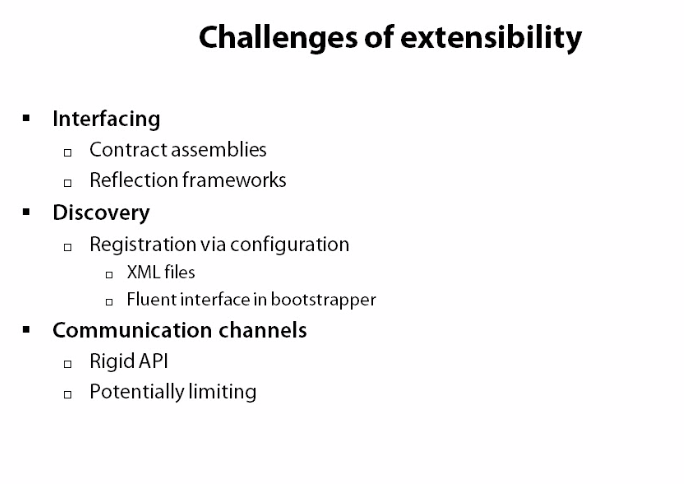 Challenges of extensibility
Interfacing
Contract assemblies
Reflection frameworks
Discovery
Registration via configuration
XML files
Fluent interface in bootstrapper
Communication channels
Rigid API
Potentially limiting